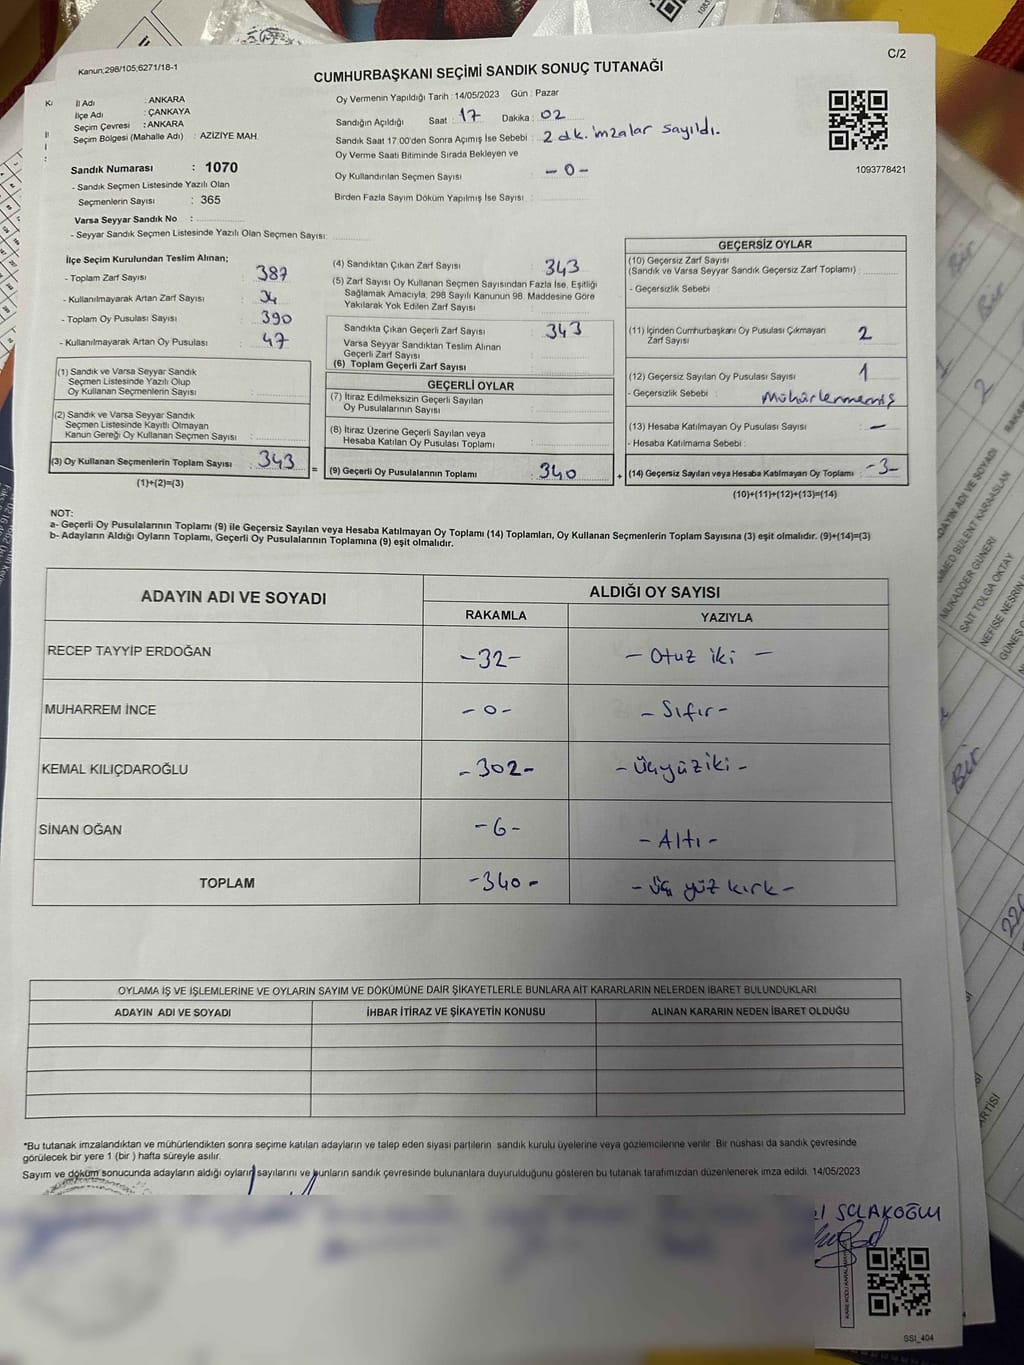 C/2
Kanun;298/105;6271/18-1
CUMHURBAŞKANI SEÇİMİ SANDIK SONUÇ TUTANAĞI
İl Adı : ANKARA
İlçe Adı : ÇANKAYA
Seçim Çevresi : ANKARA
Seçim Bölgesi (Mahalle Adı) : AZİZİYE MAH.
Oy Vermenin Yapıldığı Tarih : 14/05/2023 Gün : Pazar
Sandığın Açıldığı Saat : 17 Dakika : 02
Sandık Saat 17.00'den Sonra Açılmış İse Sebebi : 2 dk. imzalar sayıldı.
Oy Verme Saati Bitiminde Sırada Bekleyen ve
Oy Kullandırılan Seçmen Sayısı : -0-
Birden Fazla Sayım Döküm Yapılmış İse Sayısı :
1093778421
Sandık Numarası : 1070
- Sandık Seçmen Listesinde Yazılı Olan
Seçmenlerin Sayısı : 365
Varsa Seyyar Sandık No :
- Seyyar Sandık Seçmen Listesinde Yazılı Olan Seçmen Sayısı:
İlçe Seçim Kurulundan Teslim Alınan;
- Toplam Zarf Sayısı : 387
- Kullanılmayarak Artan Zarf Sayısı : 34
- Toplam Oy Pusulası Sayısı : 390
- Kullanılmayarak Artan Oy Pusulası : 47
(1) Sandık ve Varsa Seyyar Sandık
Seçmen Listesinde Yazılı Olup
Oy Kullanan Seçmenlerin Sayısı :
(2) Sandık ve Varsa Seyyar Sandık
Seçmen Listesinde Kayıtlı Olmayan
Kanun Gereği Oy Kullanan Seçmen Sayısı :
(3) Oy Kullanan Seçmenlerin Toplam Sayısı : 343
(1)+(2)=(3)
(4) Sandıktan Çıkan Zarf Sayısı : 343
(5) Zarf Sayısı Oy Kullanan Seçmen Sayısından Fazla İse, Eşitliği
Sağlamak Amacıyla, 298 Sayılı Kanunun 98. Maddesine Göre
Yakılarak Yok Edilen Zarf Sayısı :
Sandıkta Çıkan Geçerli Zarf Sayısı : 343
Varsa Seyyar Sandıktan Teslim Alınan
Geçerli Zarf Sayısı :
(6) Toplam Geçerli Zarf Sayısı :
GEÇERLİ OYLAR
(7) İtiraz Edilmeksizin Geçerli Sayılan
Oy Pusulalarının Sayısı :
(8) İtiraz Üzerine Geçerli Sayılan veya
Hesaba Katılan Oy Pusulası Toplamı :
= (9) Geçerli Oy Pusulalarının Toplamı : 340 +
GEÇERSİZ OYLAR
(10) Geçersiz Zarf Sayısı
(Sandık ve Varsa Seyyar Sandık Geçersiz Zarf Toplamı) :
- Geçersizlik Sebebi :
(11) İçinden Cumhurbaşkanı Oy Pusulası Çıkmayan
Zarf Sayısı : 2
(12) Geçersiz Sayılan Oy Pusulası Sayısı : 1
- Geçersizlik Sebebi : Mühürlenmemiş
(13) Hesaba Katılmayan Oy Pusulası Sayısı : -
- Hesaba Katılmama Sebebi :
(14) Geçersiz Sayılan veya Hesaba Katılmayan Oy Toplamı : -3-
(10)+(11)+(12)+(13)=(14)
NOT:
a- Geçerli Oy Pusulalarının Toplamı (9) ile Geçersiz Sayılan veya Hesaba Katılmayan Oy Toplamı (14) Toplamları, Oy Kullanan Seçmenlerin Toplam Sayısına (3) eşit olmalıdır. (9)+(14)=(3)
b- Adayların Aldığı Oyların Toplamı, Geçerli Oy Pusulalarının Toplamına (9) eşit olmalıdır.
ADAYIN ADI VE SOYADI ALDIĞI OY SAYISI
RAKAMLA YAZIYLA
RECEP TAYYİP ERDOĞAN -32- - Otuz iki -
MUHARREM İNCE -0- - Sıfır -
KEMAL KILIÇDAROĞLU -302- - Üçyüziki -
SİNAN OĞAN -6- - Altı -
TOPLAM -340- - Üç yüz kırk -
OYLAMA İŞ VE İŞLEMLERİNE VE OYLARIN SAYIM VE DÖKÜMÜNE DAİR ŞİKAYETLERLE BUNLARA AİT KARARLARIN NELERDEN İBARET BULUNDUKLARI
ADAYIN ADI VE SOYADI İHBAR İTİRAZ VE ŞİKAYETİN KONUSU ALINAN KARARIN NEDEN İBARET OLDUĞU
*Bu tutanak imzalandıktan ve mühürlendikten sonra seçime katılan adayların ve talep eden siyasi partilerin sandık kurulu üyelerine veya gözlemcilerine verilir. Bir nüshası da sandık çevresinde
görülecek bir yere 1 (bir ) hafta süreyle asılır.
Sayım ve döküm sonucunda adayların aldığı oyların sayılarını ve bunların sandık çevresinde bulunanlara duyurulduğunu gösteren bu tutanak tarafımızdan düzenlenerek imza edildi. 14/05/2023
SOLAKOĞLU
SSI_404
ADAYIN ADI VE SOYADI
BÜLENT KARAASLAN
MUKADDER GÜNERİ
SAİT TOLGA OKTAY
Bir
Bir
2
Bir